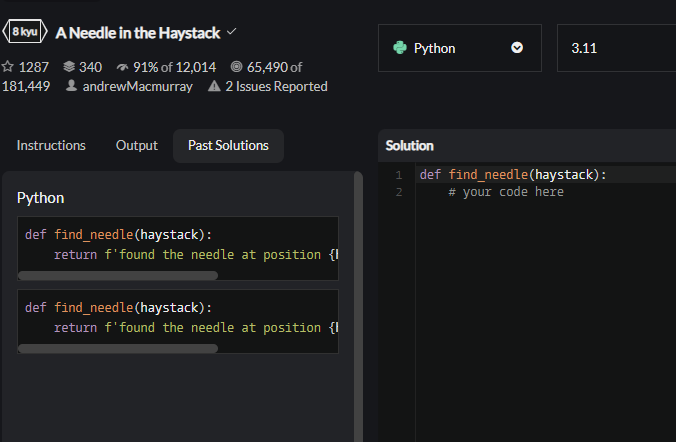 8 kyu A Needle in the Haystack
1287 340 91% of 12,014 65,490 of
181,449 andrewMacmurray 2 Issues Reported
Python
3.11
Instructions Output Past Solutions
Python
def find_needle(haystack):
return f'found the needle at position {h
def find_needle(haystack):
return f'found the needle at position {h
Solution
1 def find_needle(haystack):
2 # your code here